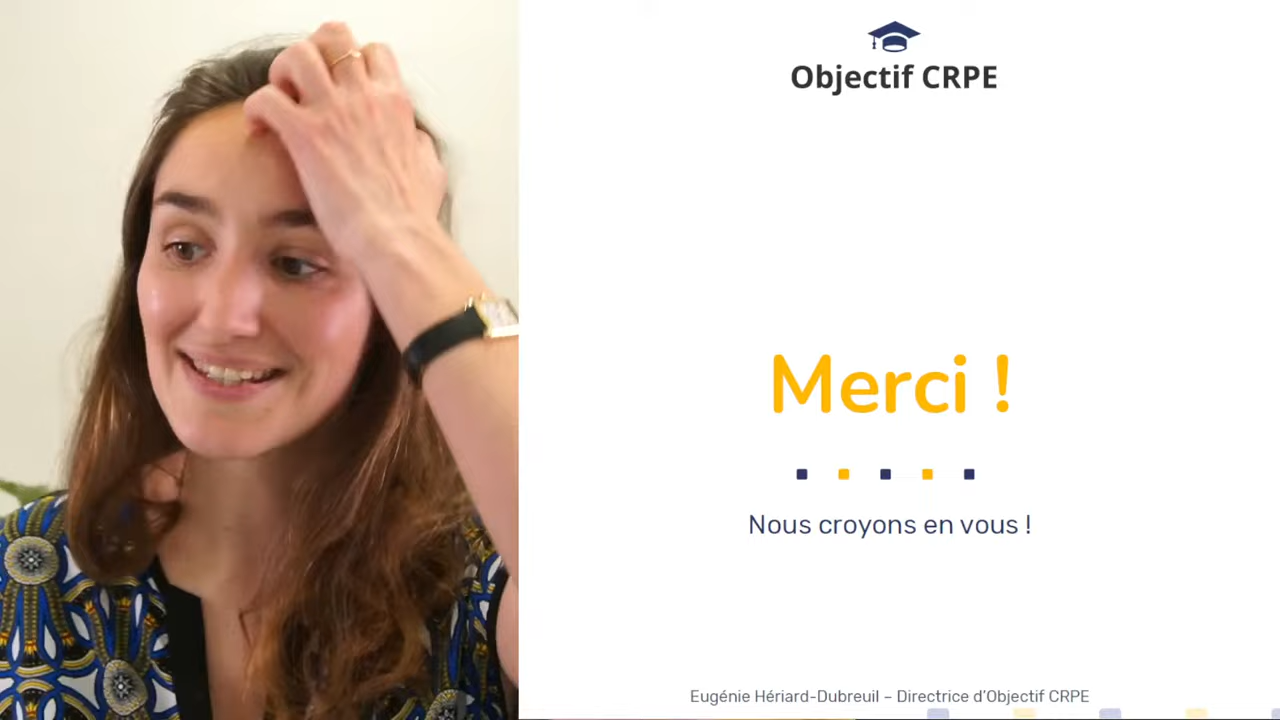 Objectif CRPE
Merci !
Nous croyons en vous !
Eugénie Hériard-Dubreuil – Directrice d'Objectif CRPE